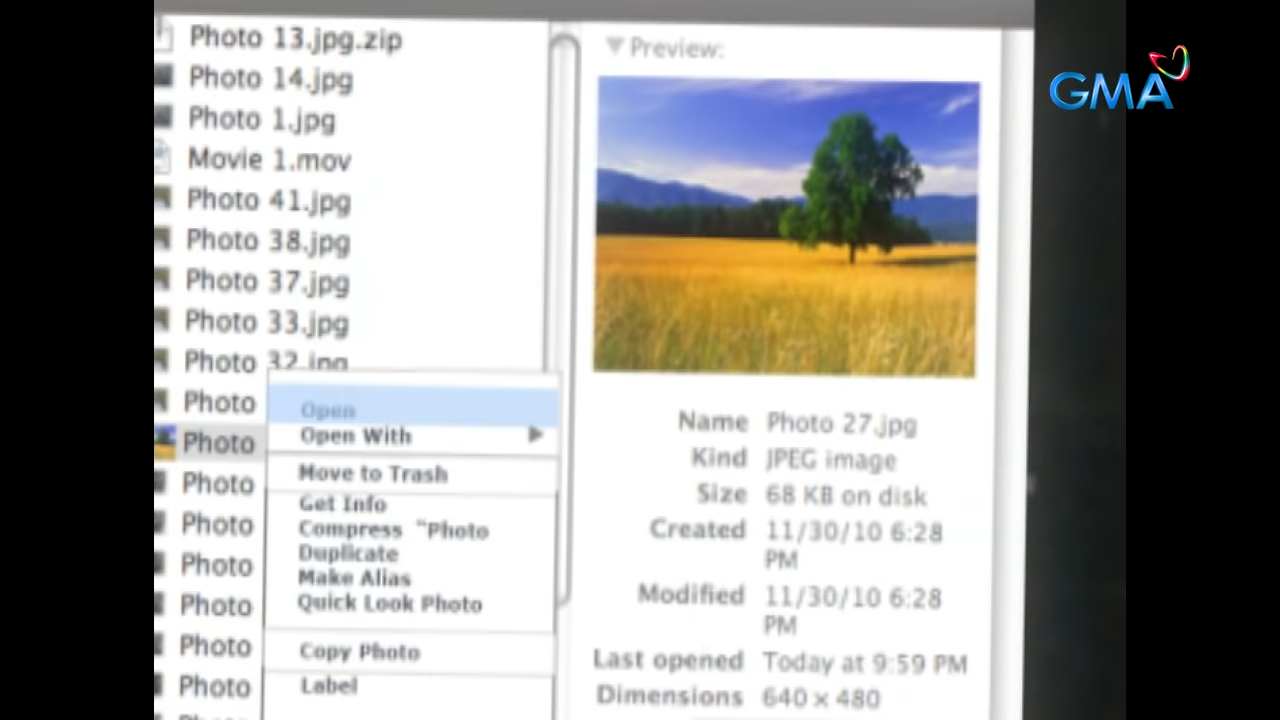 Photo 13.jpg.zip
Photo 14.jpg
Photo 1.jpg
Movie 1.mov
Photo 41.jpg
Photo 38.jpg
Photo 37.jpg
Photo 33.jpg
Photo 32.jpg
Photo
Photo
Photo
Photo
Photo
Photo
Photo
Photo
Open
Open With
Move to Trash
Get Info
Compress "Photo
Duplicate
Make Alias
Quick Look Photo
Copy Photo
Label
Preview:
Name Photo 27.jpg
Kind JPEG image
Size 68 KB on disk
Created 11/30/10 6:28
PM
Modified 11/30/10 6:28
PM
Last opened Today at 9:59 PM
Dimensions 640 × 480
GMA